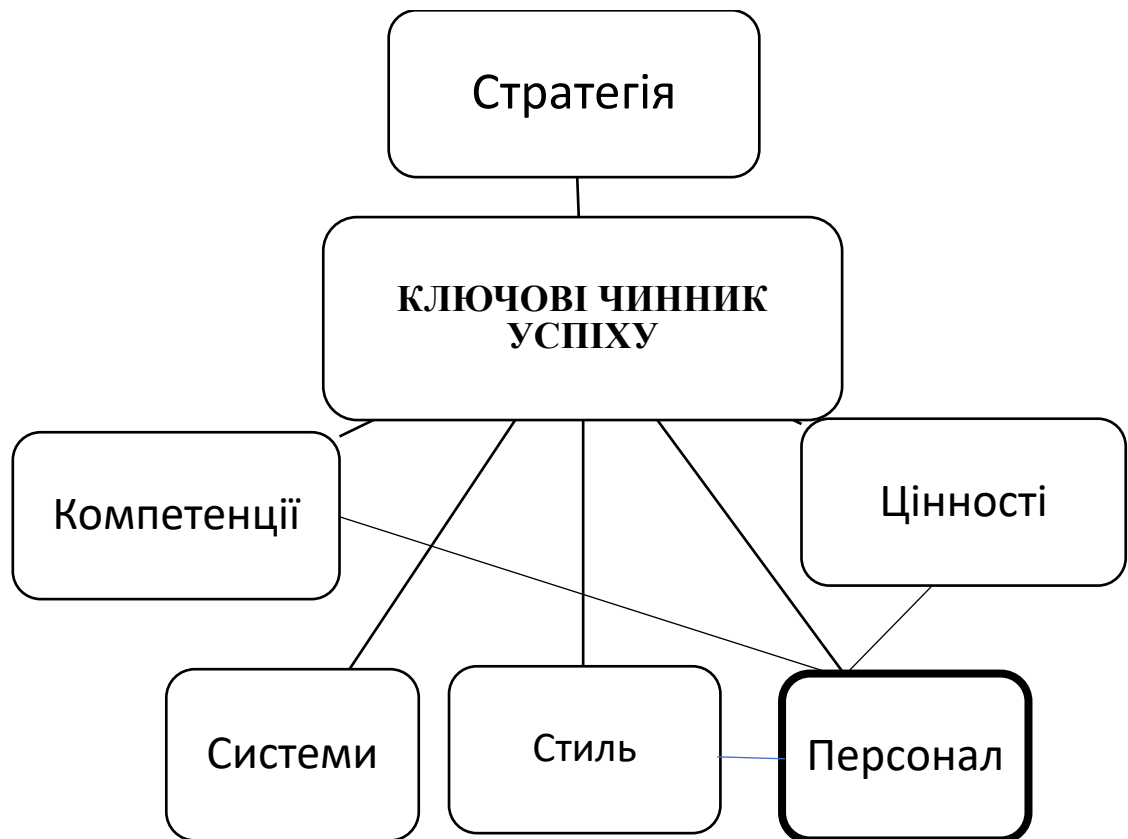 Стратегія
КЛЮЧОВІ ЧИННИК
УСПІХУ
Компетенції
Цінності
Системи
Стиль
Персонал